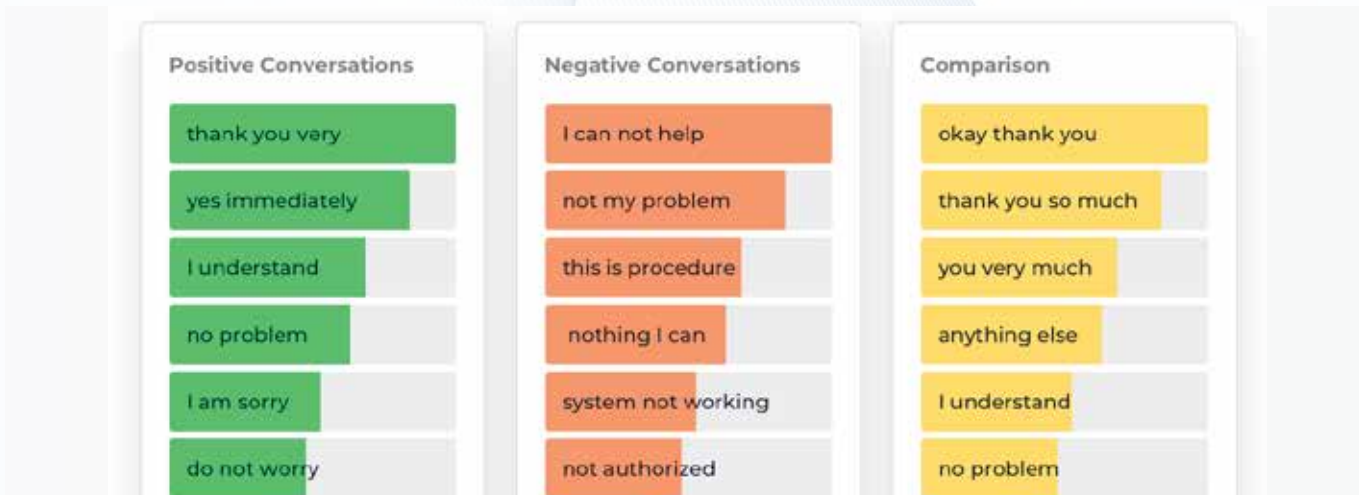 Positive Conversations
thank you very
yes immediately
I understand
no problem
I am sorry
do not worry
Negative Conversations
I can not help
not my problem
this is procedure
nothing I can
system not working
not authorized
Comparison
okay thank you
thank you so much
you very much
anything else
I understand
no problem